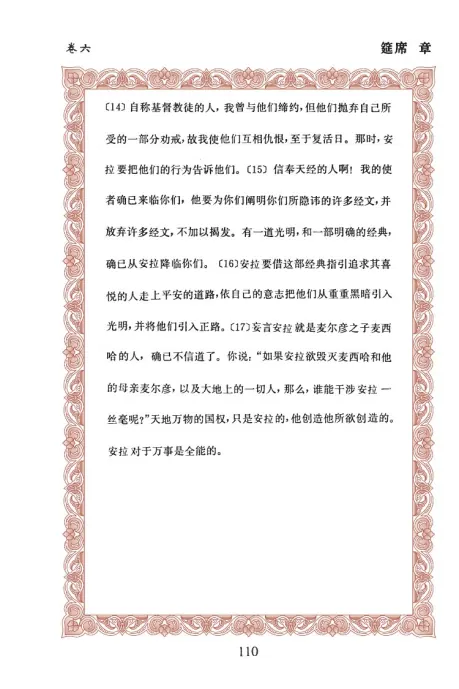 卷六
筵席 章
〔14〕自称基督教徒的人，我曾与他们缔约，但他们抛弃自己所
受的一部分劝戒，故我使他们互相仇恨，至于复活日。那时，安
拉要把他们的行为告诉他们。〔15〕信奉天经的人啊！我的使
者确已来临你们，他要为你们阐明你们所隐讳的许多经文，并
放弃许多经文，不加以揭发。有一道光明，和一部明确的经典，
确已从安拉降临你们。〔16〕安拉要借这部经典指引追求其喜
悦的人走上平安的道路，依自己的意志把他们从重重黑暗引入
光明，并将他们引入正路。〔17〕妄言安拉就是麦尔彦之子麦西
哈的人，确已不信道了。你说：“如果安拉欲毁灭麦西哈和他
的母亲麦尔彦，以及大地上的一切人，那么，谁能干涉安拉一
丝毫呢？”天地万物的国权，只是安拉的，他创造他所欲创造的。
安拉对于万事是全能的。
110